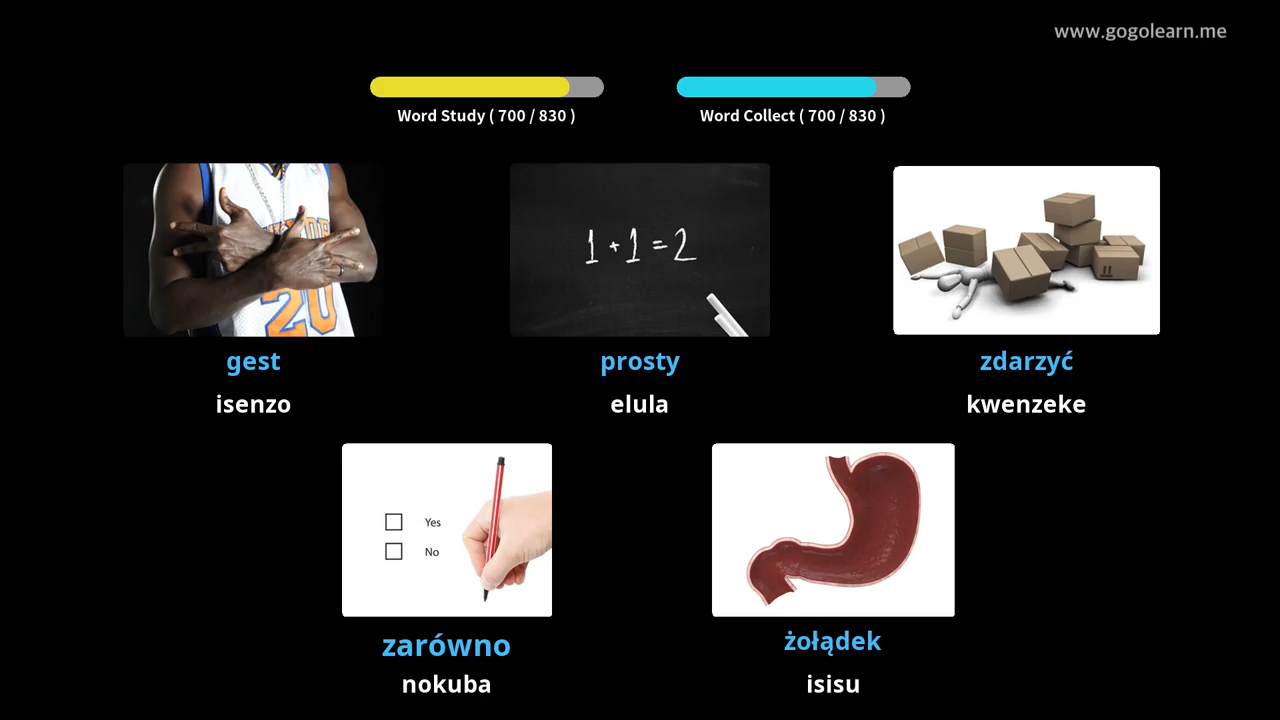 www.gogolearn.me
Word Study ( 700 / 830 )
Word Collect ( 700 / 830 )
20
1 + 1 = 2
gest
prosty
zdarzyć
isenzo
elula
kwenzeke
Yes
No
zarówno
żołądek
nokuba
isisu